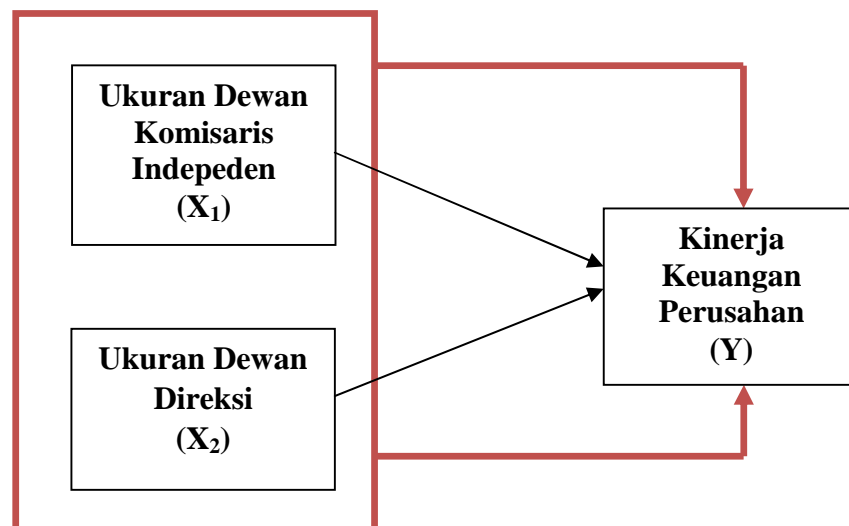 Ukuran Dewan
Komisaris
Indepeden
(X₁)
Ukuran Dewan
Direksi
(X₂)
Kinerja
Keuangan
Perusahan
(Y)